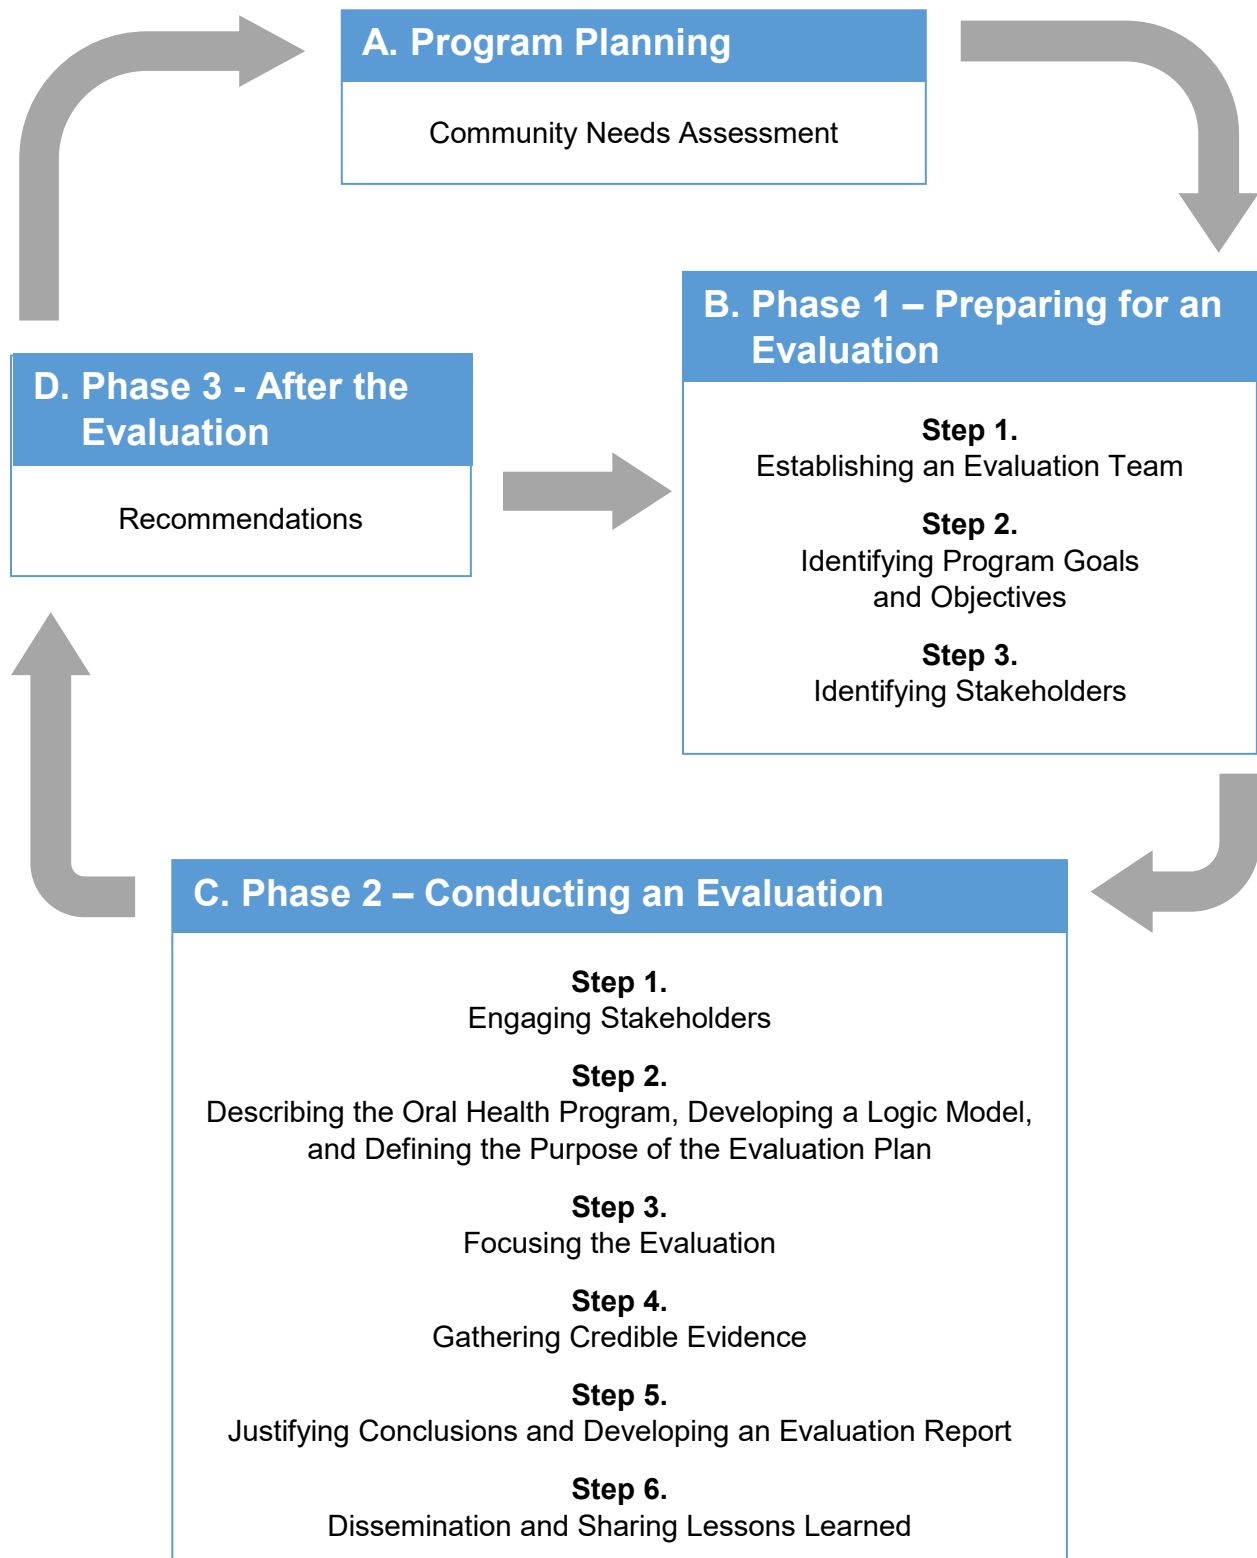 A. Program Planning
Community Needs Assessment
B. Phase 1 – Preparing for an
Evaluation
Step 1.
Establishing an Evaluation Team
Step 2.
Identifying Program Goals
and Objectives
Step 3.
Identifying Stakeholders
C. Phase 2 – Conducting an Evaluation
Step 1.
Engaging Stakeholders
Step 2.
Describing the Oral Health Program, Developing a Logic Model,
and Defining the Purpose of the Evaluation Plan
Step 3.
Focusing the Evaluation
Step 4.
Gathering Credible Evidence
Step 5.
Justifying Conclusions and Developing an Evaluation Report
Step 6.
Dissemination and Sharing Lessons Learned
D. Phase 3 - After the
Evaluation
Recommendations